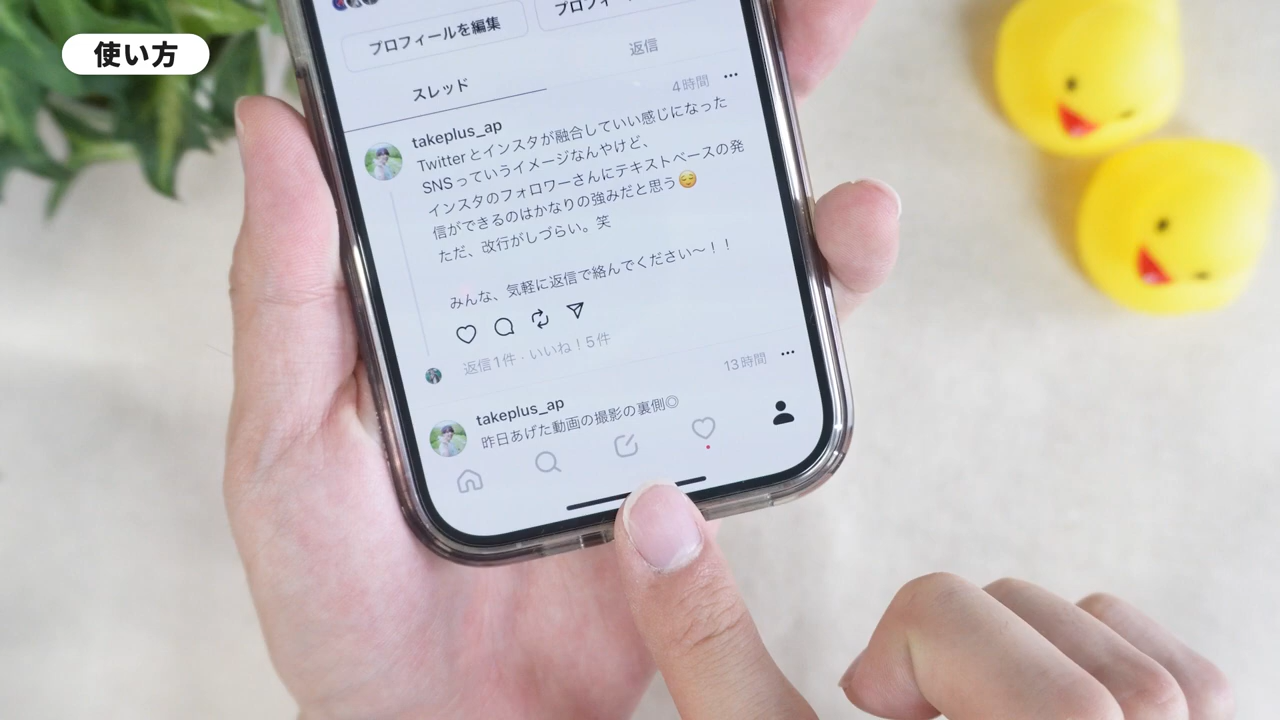 使い方
プロフィールを編集
スレッド
返信
takeplus_ap
4時間
Twitterとインスタが融合していい感じになった
SNSっていうイメージなんやけど、
インスタのフォロワーさんにテキストベースの発
信ができるのはかなりの強みだと思う😌
ただ、改行がしづらい。笑
みんな、気軽に返信で絡んでください〜！！
返信1件 · いいね！5件
takeplus_ap
13時間
昨日あげた動画の撮影の裏側◎